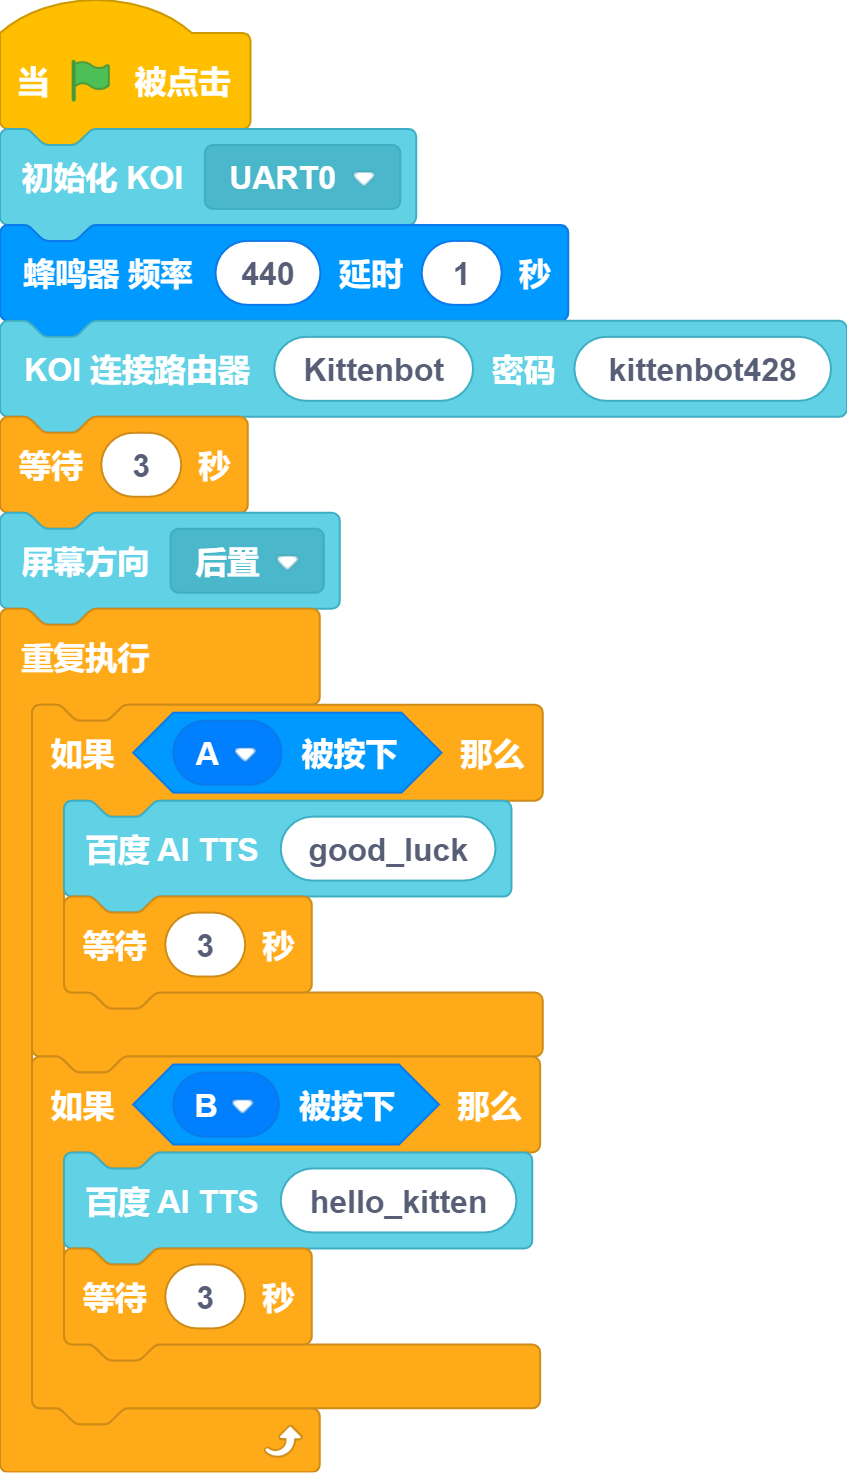 当 被点击
初始化 KOI UART0
蜂鸣器 频率 440 延时 1 秒
KOI 连接路由器 Kittenbot 密码 kittenbot428
等待 3 秒
屏幕方向 后置
重复执行
如果 A 被按下 那么
百度 AI TTS good_luck
等待 3 秒
如果 B 被按下 那么
百度 AI TTS hello_kitten
等待 3 秒